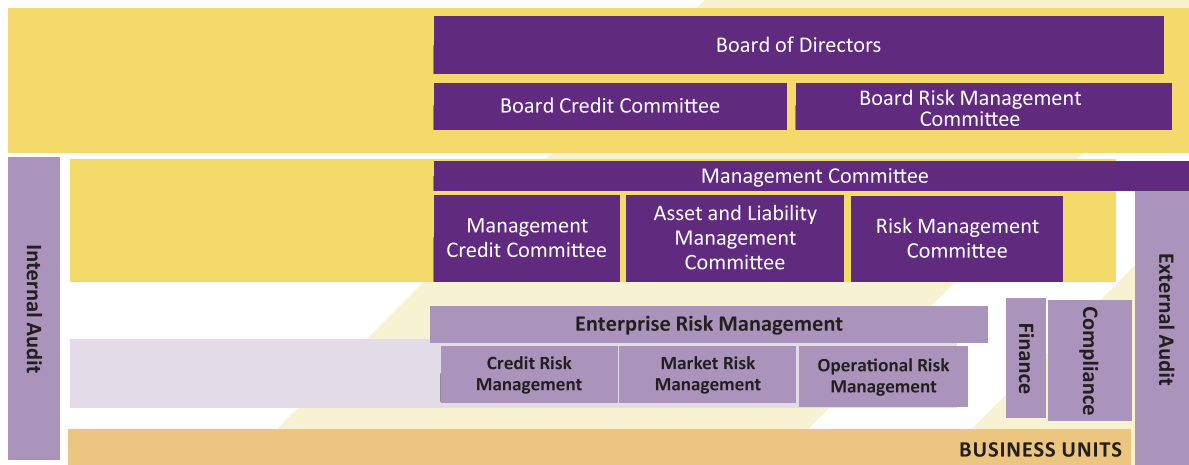 Board of Directors
Board Credit Committee
Board Risk Management
Committee
Management Committee
Management
Credit Committee
Asset and Liability
Management
Committee
Risk Management
Committee
Internal Audit
External Audit
Enterprise Risk Management
Credit Risk
Management
Market Risk
Management
Operational Risk
Management
Finance
Compliance
BUSINESS UNITS